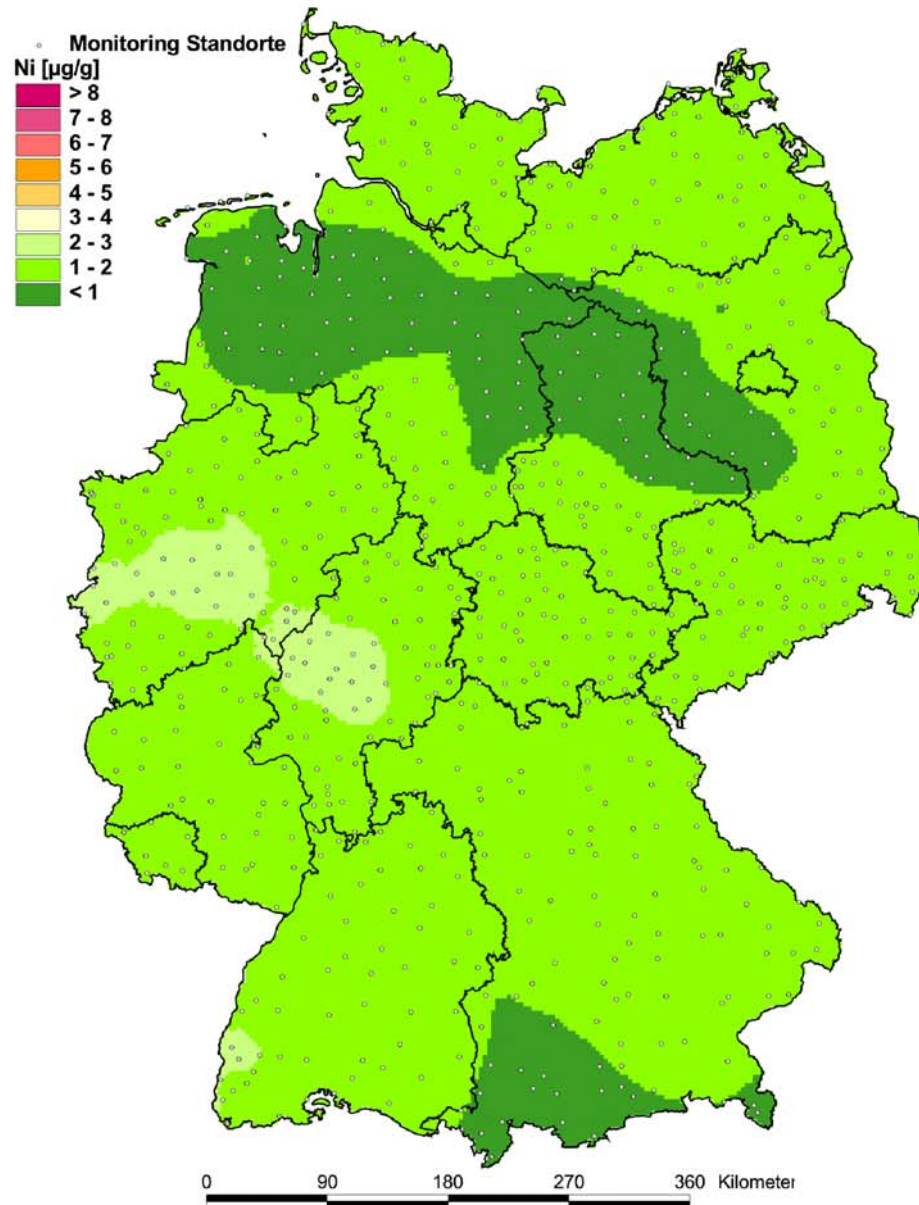 Monitoring Standorte
Ni [µg/g]
> 8
7 - 8
6 - 7
5 - 6
4 - 5
3 - 4
2 - 3
1 - 2
< 1
0 90 180 270 360 Kilometer